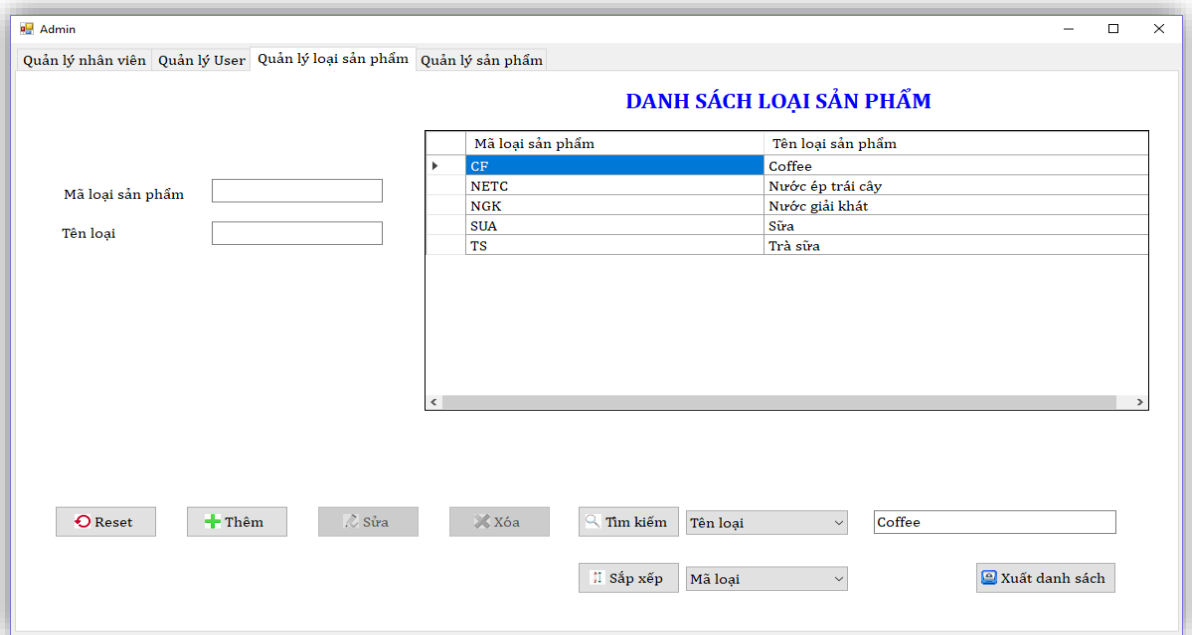 Admin
Quản lý nhân viên Quản lý User Quản lý loại sản phẩm Quản lý sản phẩm
DANH SÁCH LOẠI SẢN PHẨM
Mã loại sản phẩm Tên loại sản phẩm
CF Coffee
NETC Nước ép trái cây
NGK Nước giải khát
SUA Sữa
TS Trà sữa
Mã loại sản phẩm
Tên loại
Reset Thêm Sửa Xóa Tìm kiếm Tên loại Coffee
Sắp xếp Mã loại Xuất danh sách